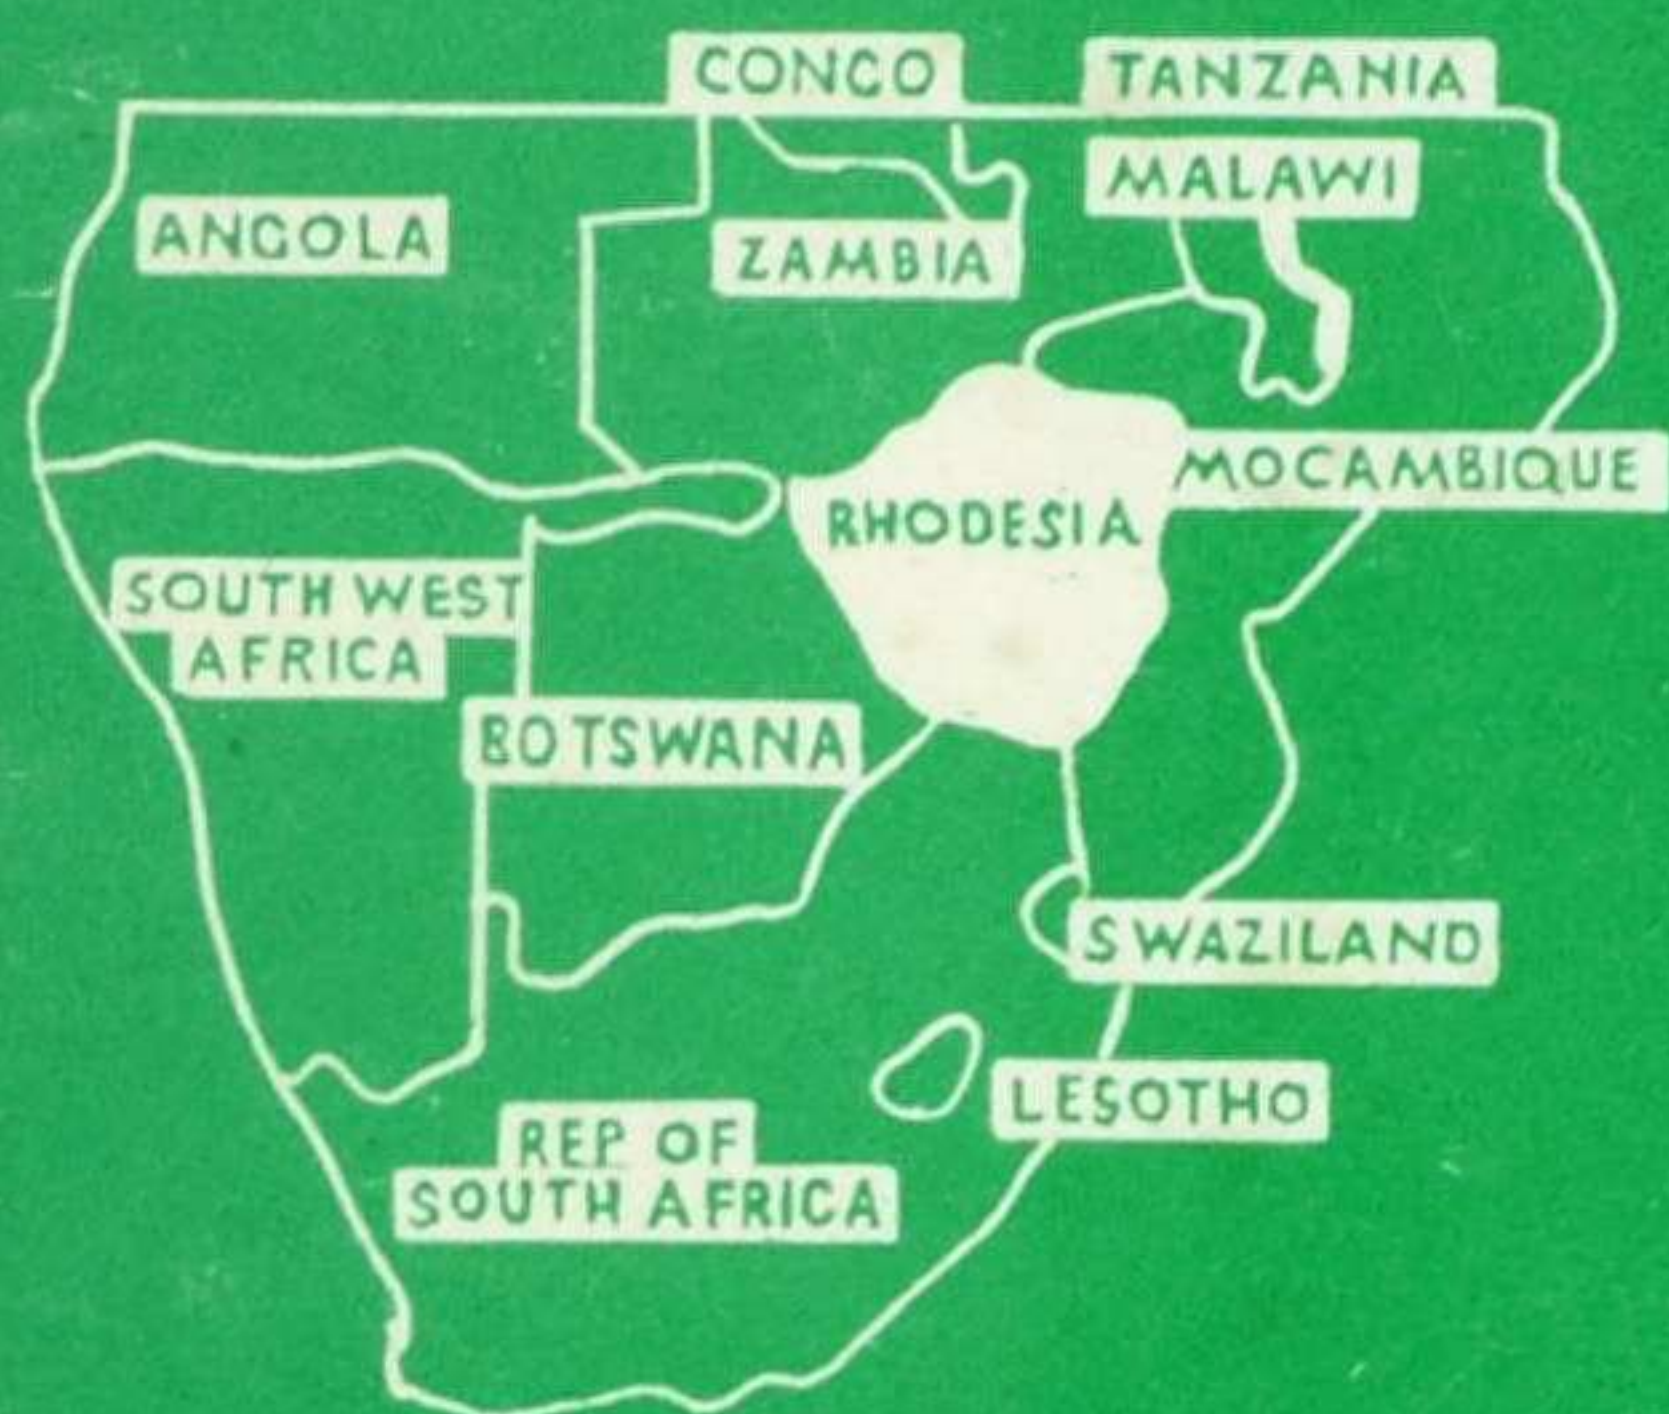 CONGO
TANZANIA
MALAWI
ANGOLA
ZAMBIA
MOCAMBIQUE
RHODESIA
SOUTH WEST
AFRICA
BOTSWANA
SWAZILAND
LESOTHO
REP OF
SOUTH AFRICA